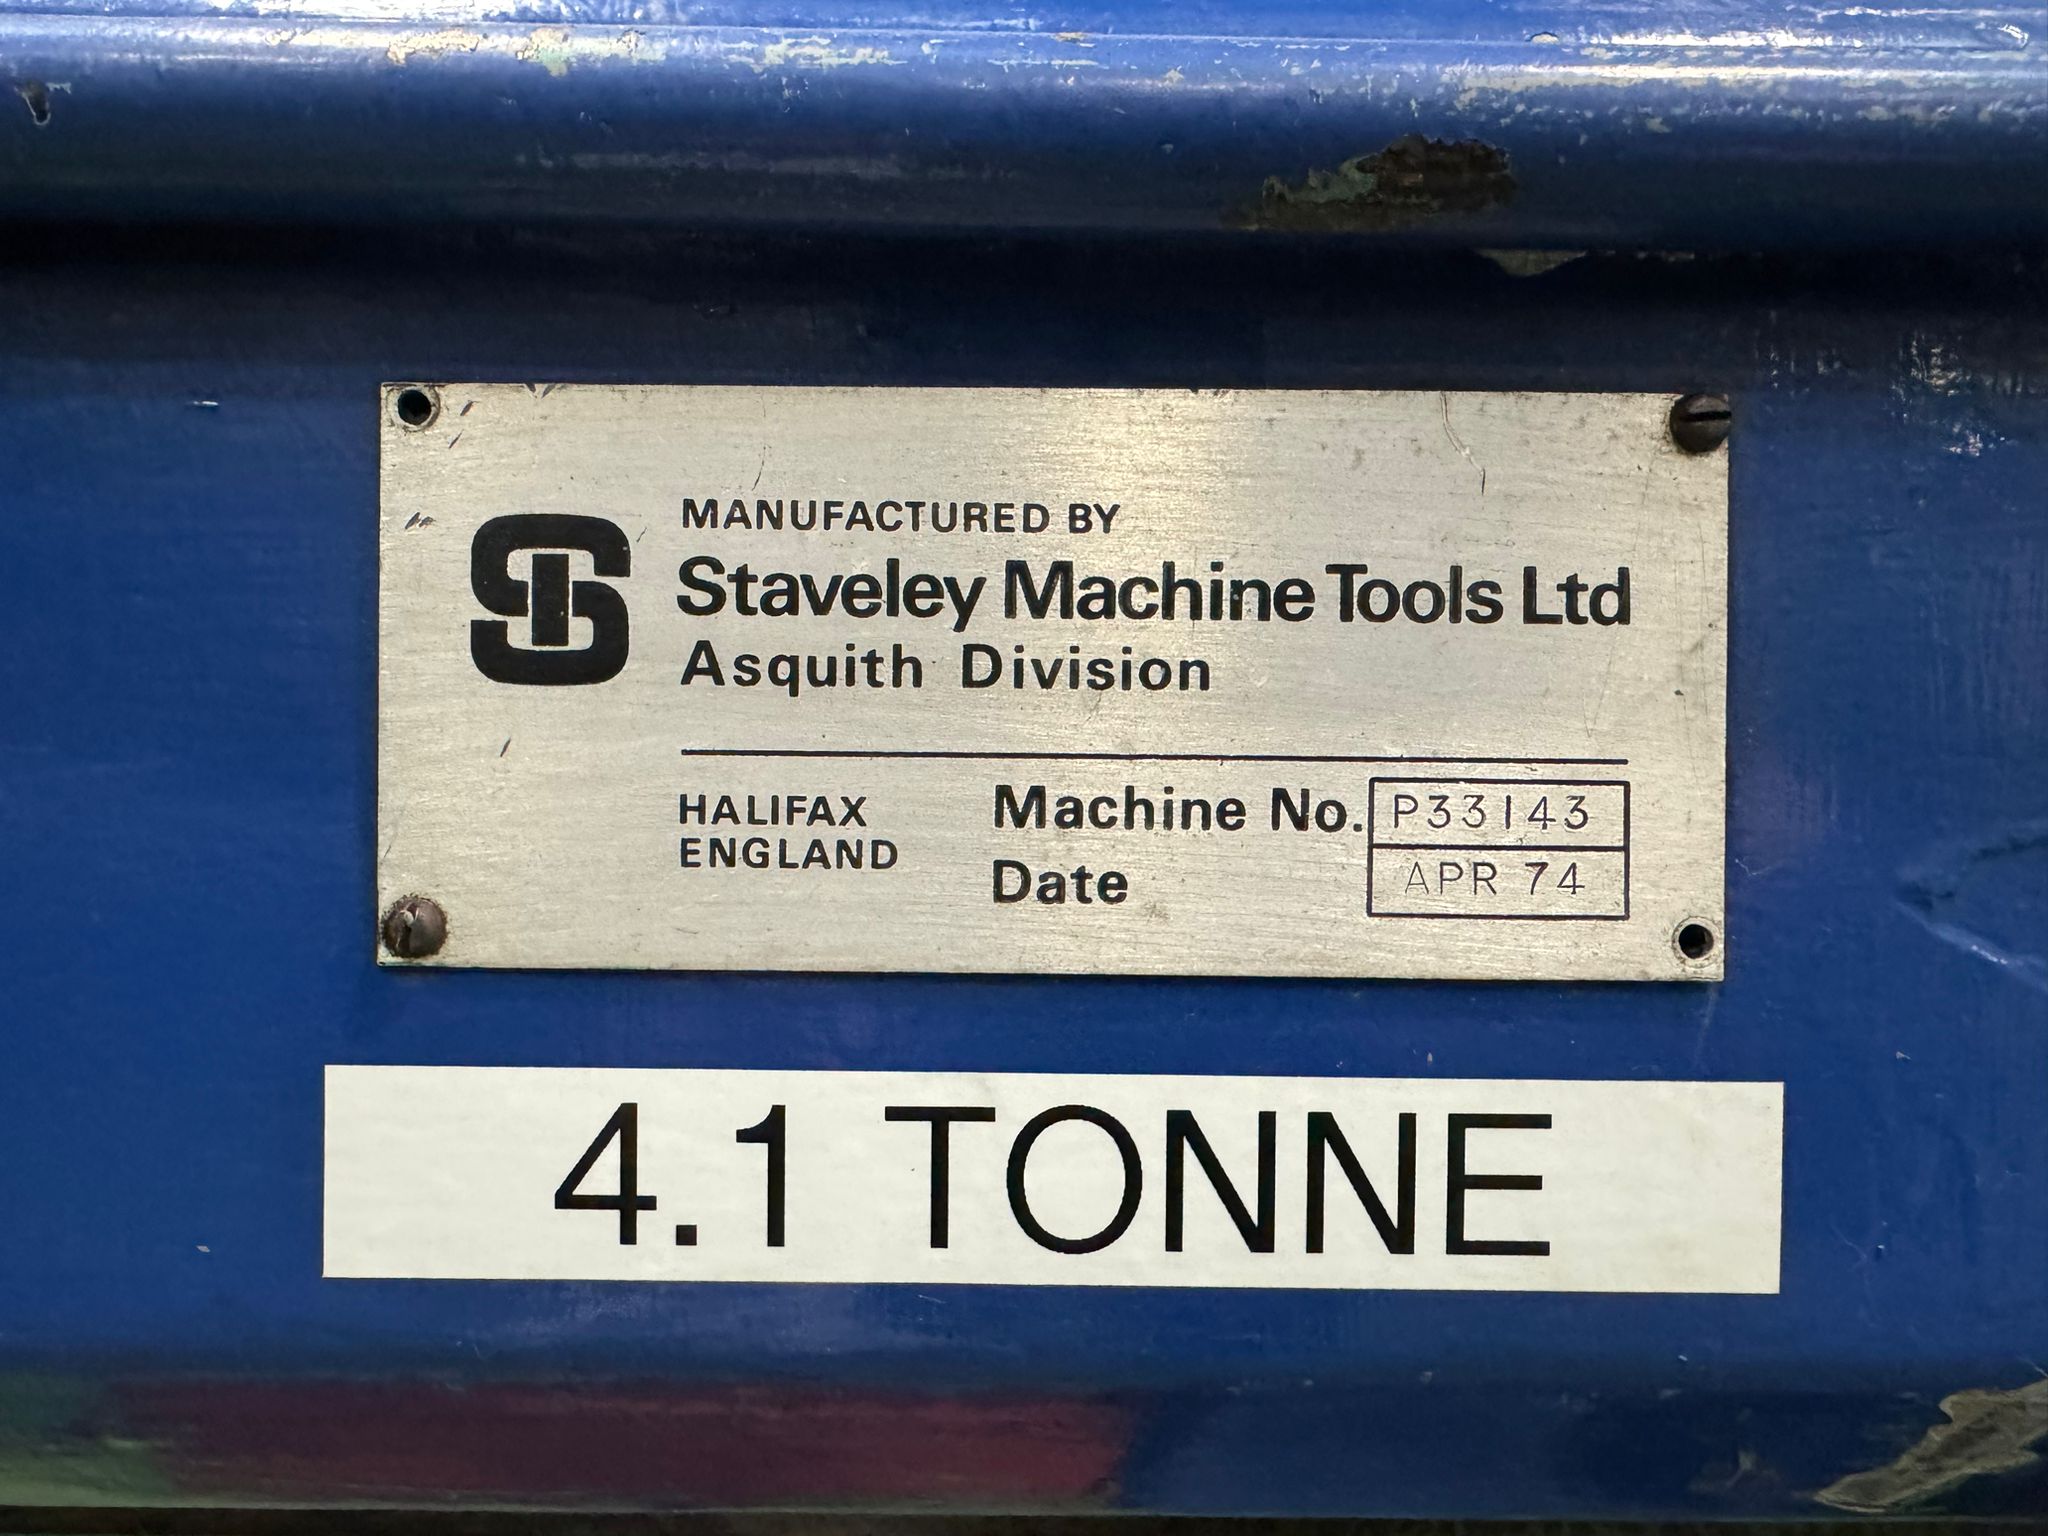 MANUFACTURED BY
Staveley Machine Tools Ltd
Asquith Division
HALIFAX
ENGLAND
Machine No. P33143
Date APR 74
4.1 TONNE